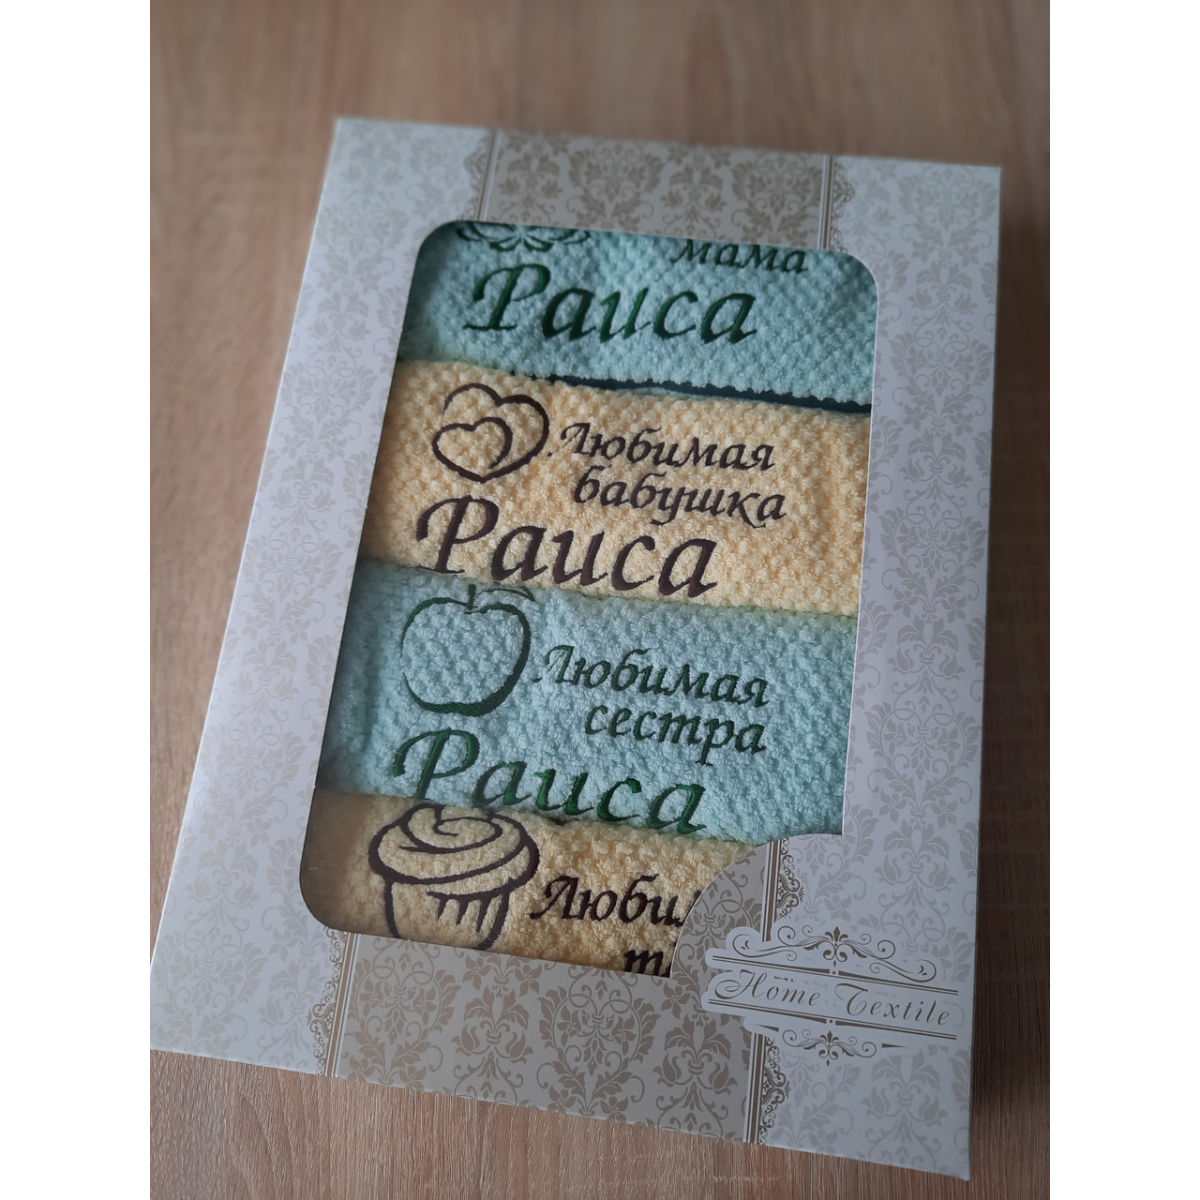 мама
Раиса
Любимая
бабушка
Раиса
Любимая
сестра
Раиса
Home Textile